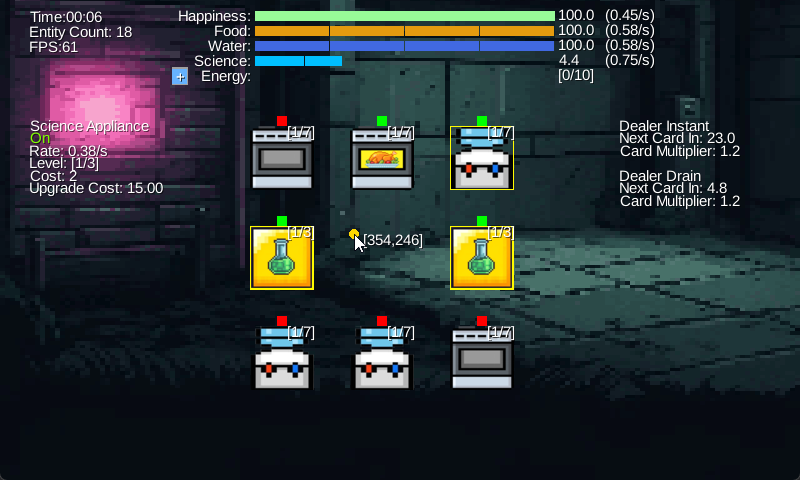 Time:00:06
Entity Count: 18
FPS:61
Happiness: 100.0 (0.45/s)
Food: 100.0 (0.58/s)
Water: 100.0 (0.58/s)
Science: 4.4 (0.75/s)
+ Energy: [0/10]
Science Appliance
On
Rate: 0.38/s
Level: [1/3]
Cost: 2
Upgrade Cost: 15.00
[1/7] [1/7] [1/7]
Dealer Instant
Next Card In: 23.0
Card Multiplier: 1.2
Dealer Drain
Next Card In: 4.8
Card Multiplier: 1.2
[1/3] [1/3]
[354,246]
[1/7] [1/7] [1/7]